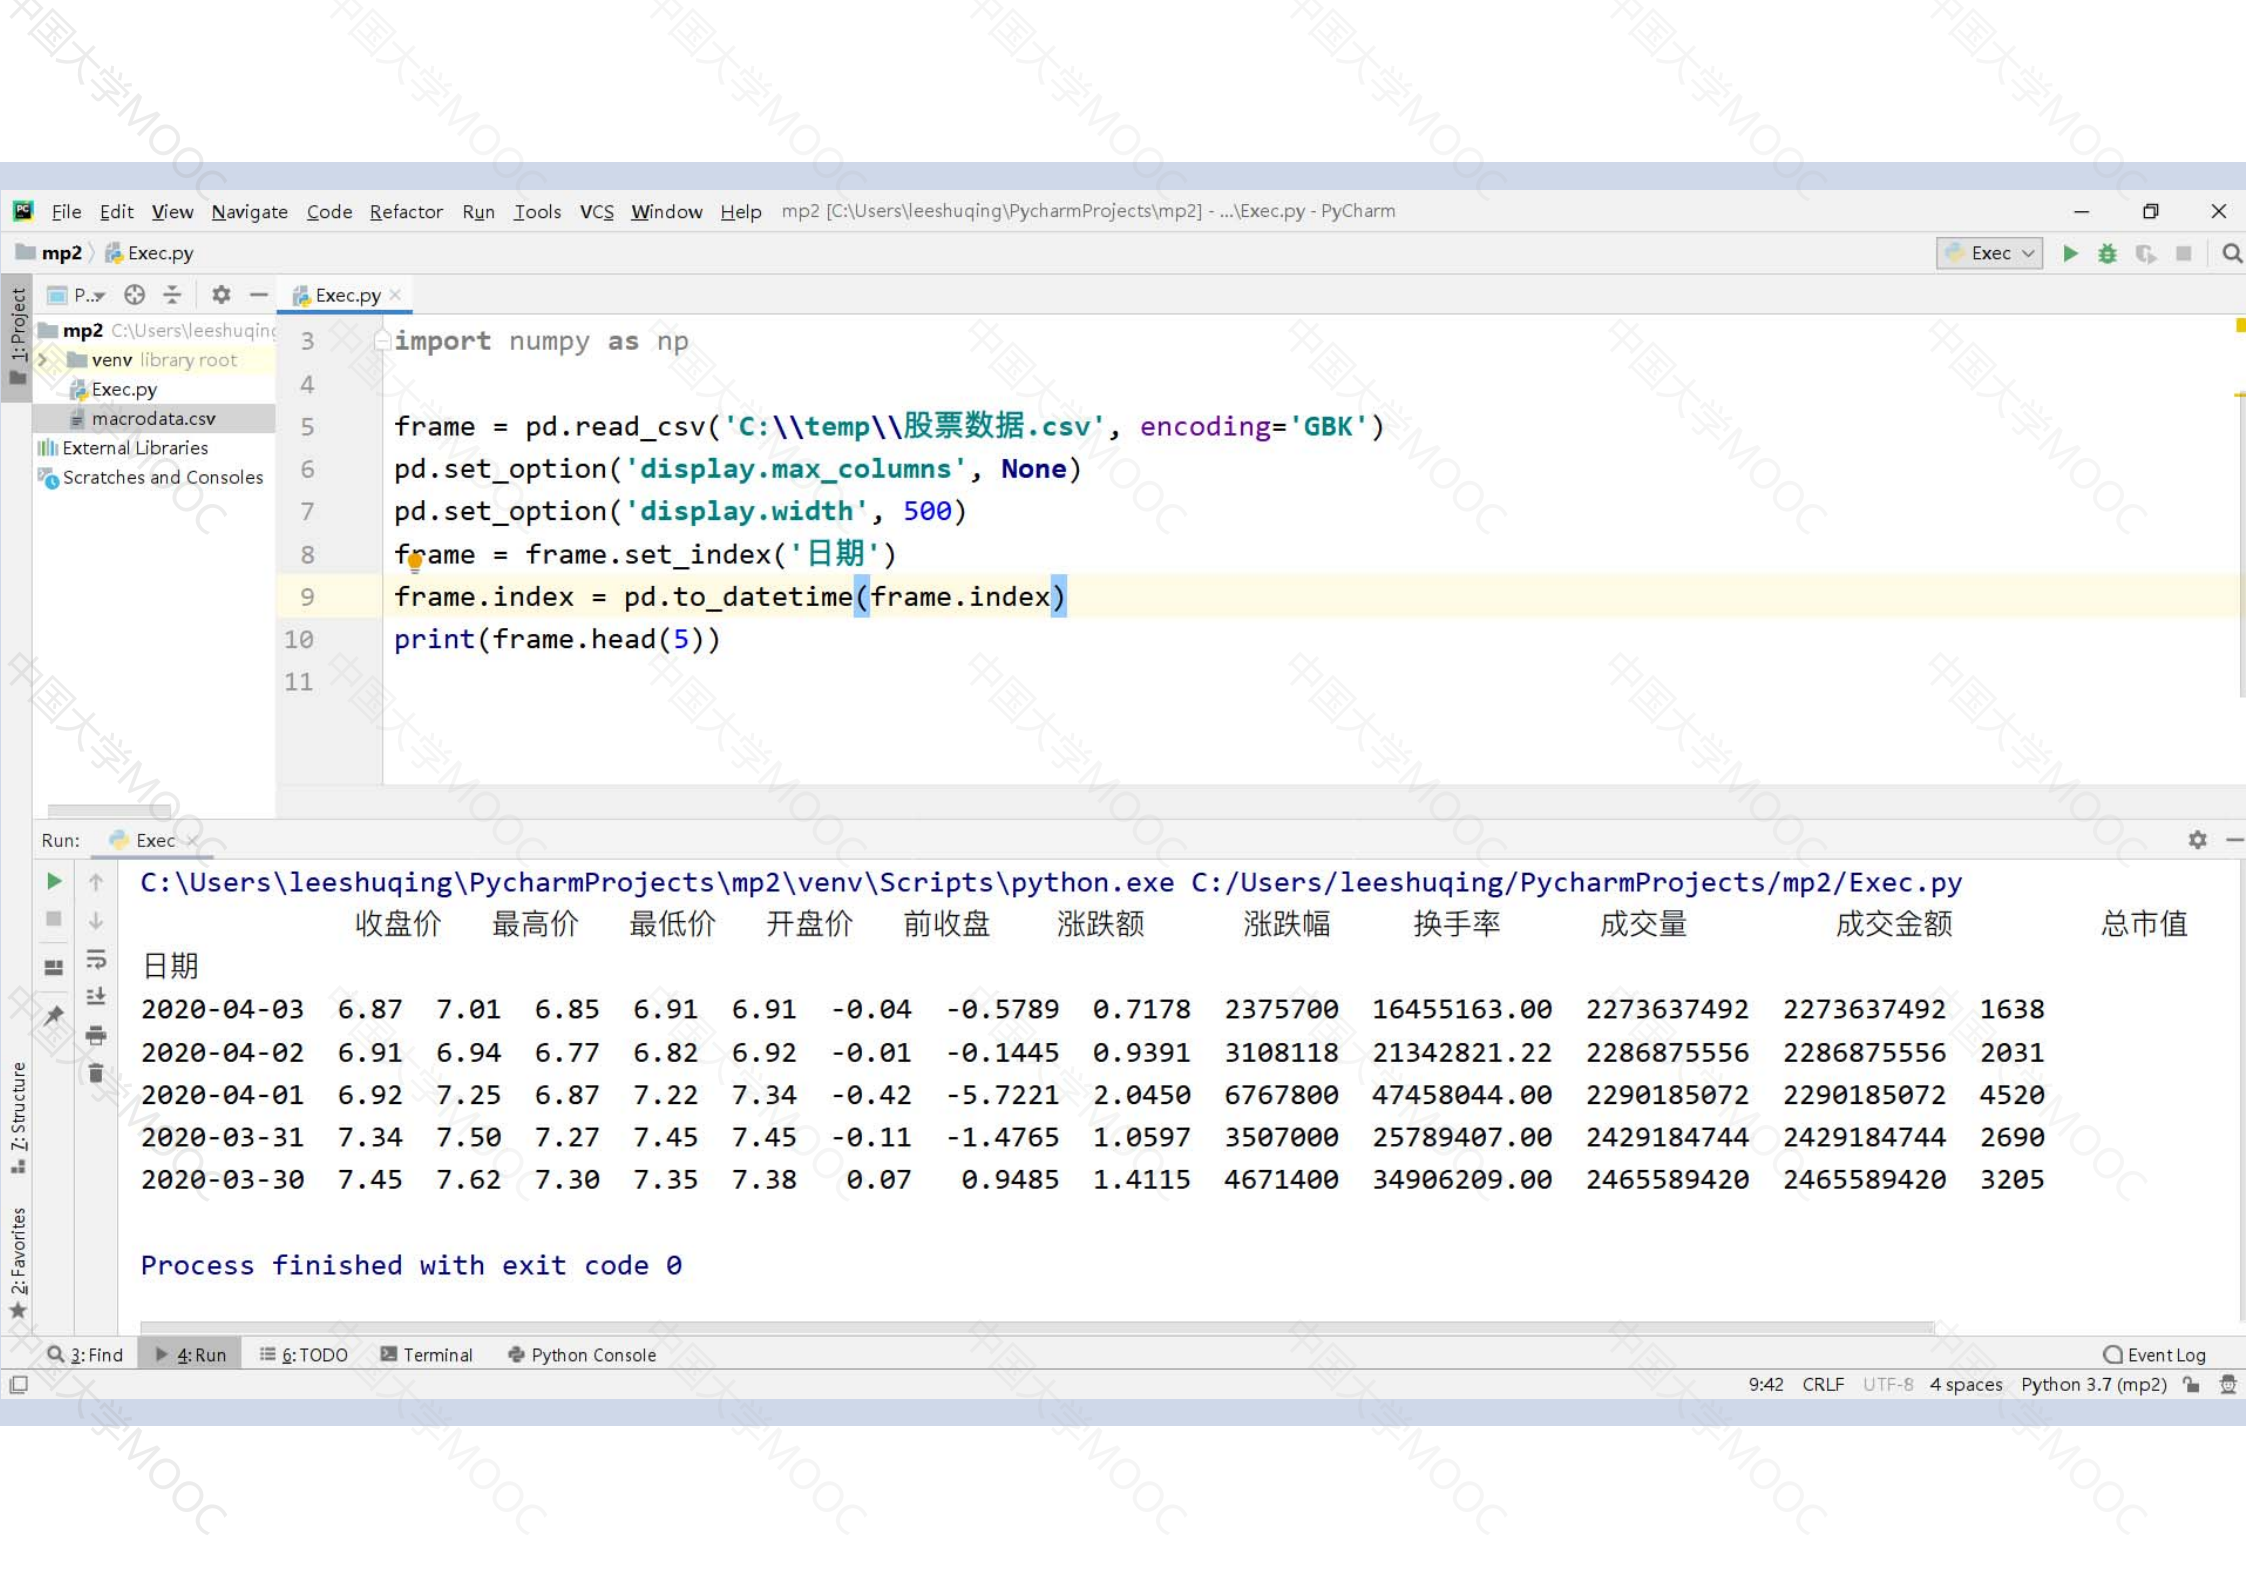 File Edit View Navigate Code Refactor Run Tools VCS Window Help mp2 [C:\Users\leeshuqing\PycharmProjects\mp2] - ...\Exec.py - PyCharm
mp2 Exec.py Exec
1: Project P.. Exec.py
mp2 C:\Users\leeshuqing
venv library root
Exec.py
macrodata.csv
External Libraries
Scratches and Consoles
3 import numpy as np
4
5 frame = pd.read_csv('C:\\temp\\股票数据.csv', encoding='GBK')
6 pd.set_option('display.max_columns', None)
7 pd.set_option('display.width', 500)
8 frame = frame.set_index('日期')
9 frame.index = pd.to_datetime(frame.index)
10 print(frame.head(5))
11
Run: Exec
C:\Users\leeshuqing\PycharmProjects\mp2\venv\Scripts\python.exe C:/Users/leeshuqing/PycharmProjects/mp2/Exec.py
收盘价 最高价 最低价 开盘价 前收盘 涨跌额 涨跌幅 换手率 成交量 成交金额 总市值
日期
2020-04-03 6.87 7.01 6.85 6.91 6.91 -0.04 -0.5789 0.7178 2375700 16455163.00 2273637492 2273637492 1638
2020-04-02 6.91 6.94 6.77 6.82 6.92 -0.01 -0.1445 0.9391 3108118 21342821.22 2286875556 2286875556 2031
2020-04-01 6.92 7.25 6.87 7.22 7.34 -0.42 -5.7221 2.0450 6767800 47458044.00 2290185072 2290185072 4520
2020-03-31 7.34 7.50 7.27 7.45 7.45 -0.11 -1.4765 1.0597 3507000 25789407.00 2429184744 2429184744 2690
2020-03-30 7.45 7.62 7.30 7.35 7.38 0.07 0.9485 1.4115 4671400 34906209.00 2465589420 2465589420 3205
Process finished with exit code 0
Z: Structure
2: Favorites
3: Find 4: Run 6: TODO Terminal Python Console Event Log
9:42 CRLF UTF-8 4 spaces Python 3.7 (mp2)
中国大学MOOC